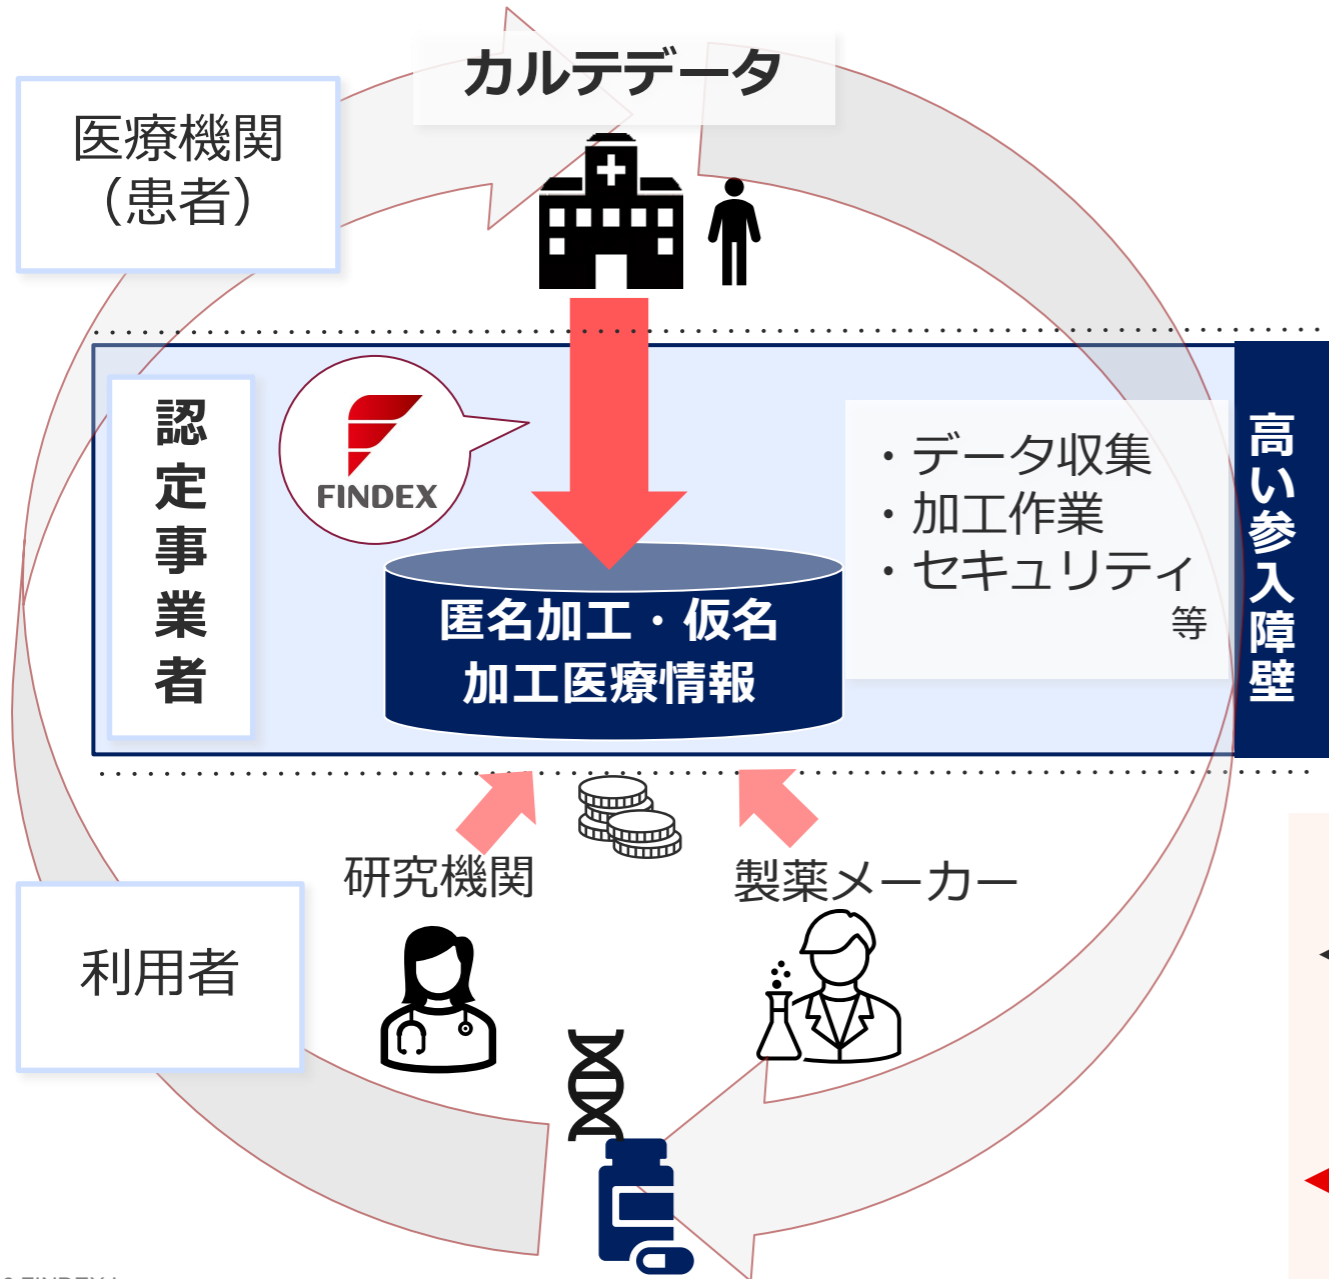 カルテデータ
医療機関
（患者）
認定事業者
FINDEX
・データ収集
・加工作業
・セキュリティ
等
高い参入障壁
匿名加工・仮名
加工医療情報
研究機関
製薬メーカー
利用者